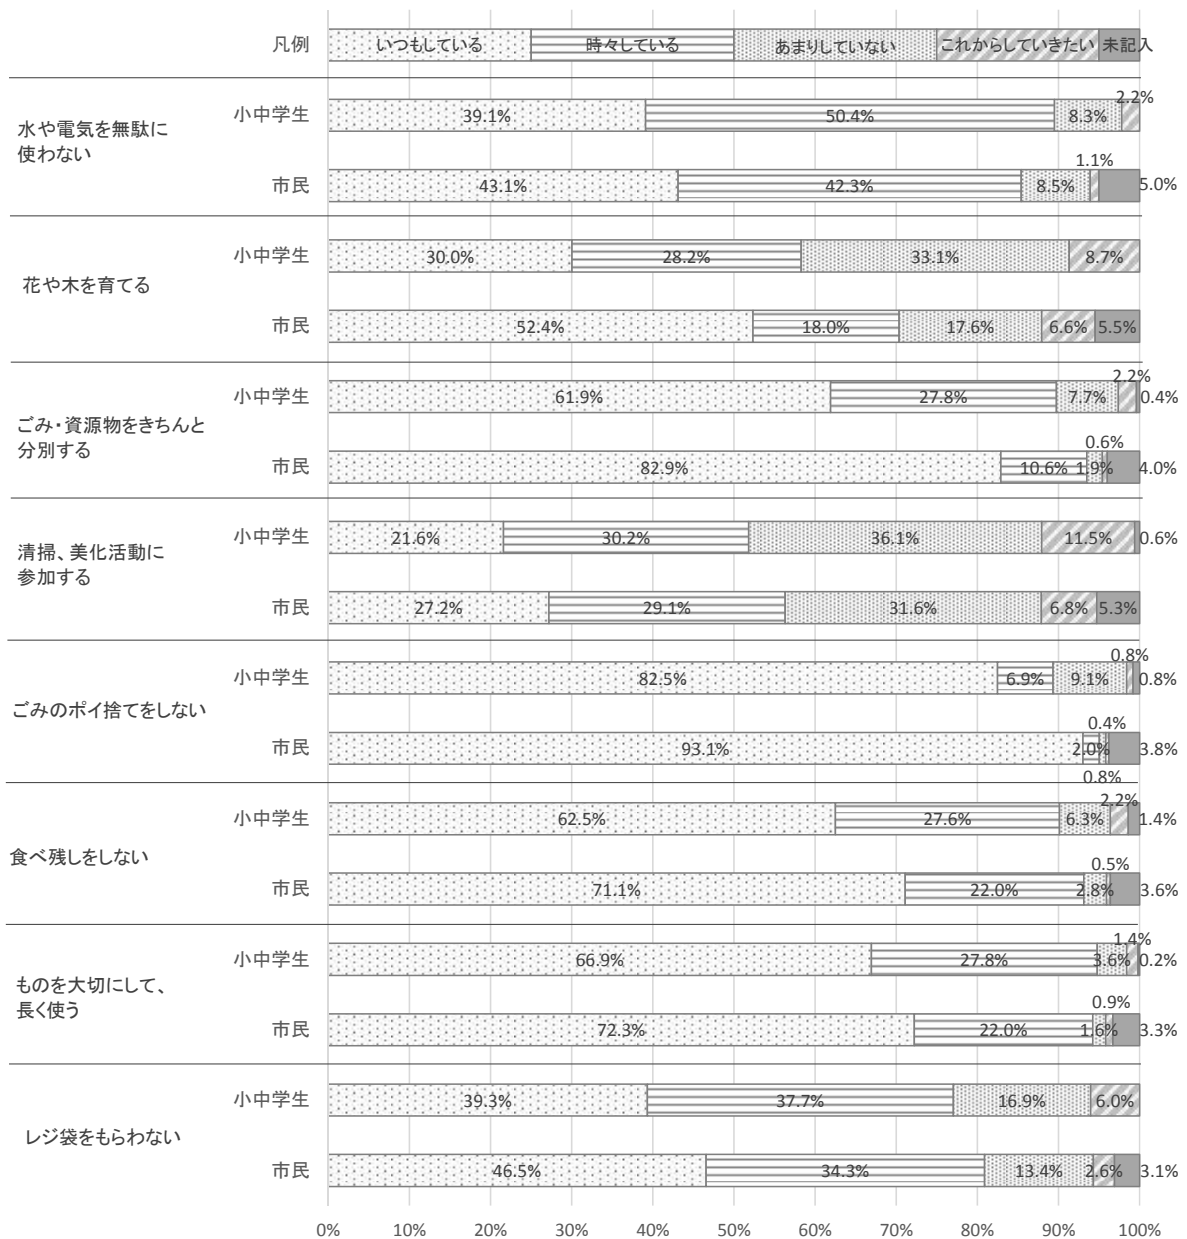 凡例 いつもしている 時々している あまりしていない これからしていきたい 未記入
水や電気を無駄に
使わない
小中学生 39.1% 50.4% 8.3% 2.2%
市民 43.1% 42.3% 8.5% 1.1% 5.0%
花や木を育てる
小中学生 30.0% 28.2% 33.1% 8.7%
市民 52.4% 18.0% 17.6% 6.6% 5.5%
ごみ・資源物をきちんと
分別する
小中学生 61.9% 27.8% 7.7% 2.2% 0.4%
市民 82.9% 10.6% 1.9% 0.6% 4.0%
清掃、美化活動に
参加する
小中学生 21.6% 30.2% 36.1% 11.5% 0.6%
市民 27.2% 29.1% 31.6% 6.8% 5.3%
ごみのポイ捨てをしない
小中学生 82.5% 6.9% 9.1% 0.8% 0.8%
市民 93.1% 2.0% 0.8% 0.4% 3.8%
食べ残しをしない
小中学生 62.5% 27.6% 6.3% 2.2% 1.4%
市民 71.1% 22.0% 2.8% 0.5% 3.6%
ものを大切にして、
長く使う
小中学生 66.9% 27.8% 3.6% 1.4% 0.2%
市民 72.3% 22.0% 1.6% 0.9% 3.3%
レジ袋をもらわない
小中学生 39.3% 37.7% 16.9% 6.0%
市民 46.5% 34.3% 13.4% 2.6% 3.1%
0% 10% 20% 30% 40% 50% 60% 70% 80% 90% 100%